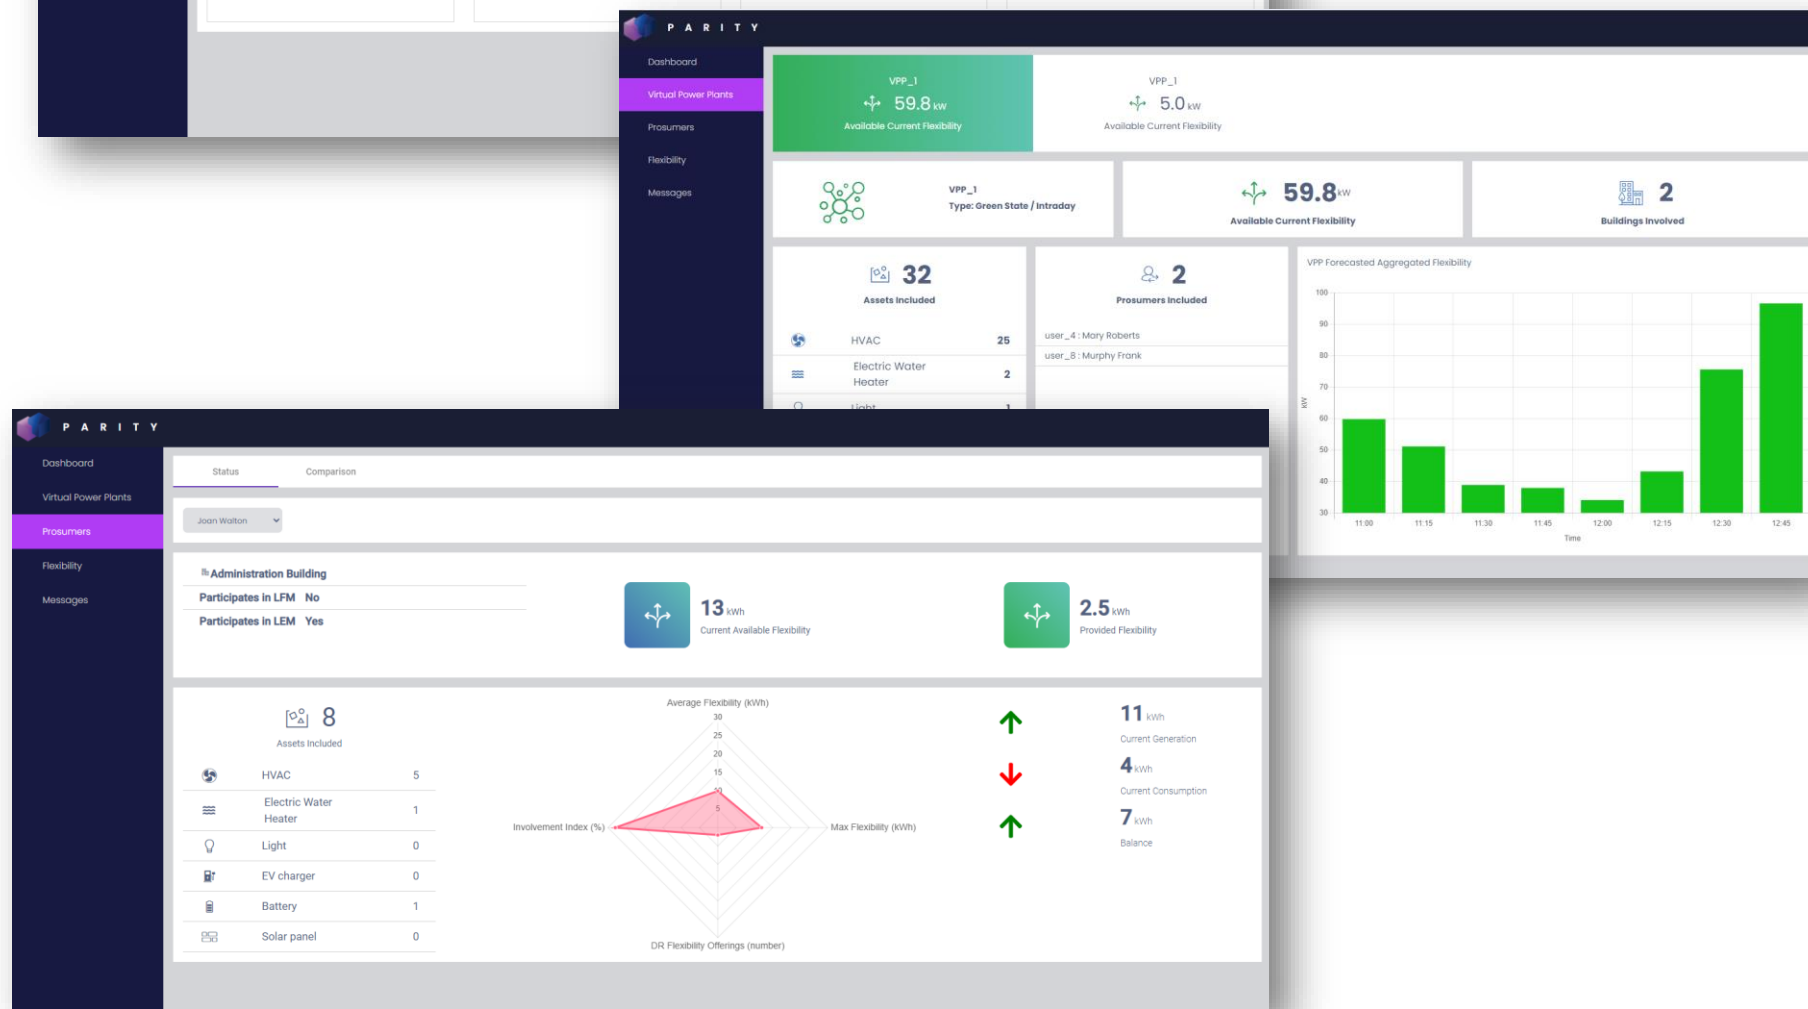 P A R I T Y
Dashboard
Virtual Power Plants
Prosumers
Flexibility
Messages
VPP_1
59.8 kW
Available Current Flexibility
VPP_1
5.0 kW
Available Current Flexibility
VPP_1
Type: Green State / Intraday
59.8 kW
Available Current Flexibility
2
Buildings Involved
32
Assets Included
HVAC 25
Electric Water
Heater 2
Light 1
2
Prosumers Included
user_4 : Mary Roberts
user_8 : Murphy Frank
VPP Forecasted Aggregated Flexibility
100
90
80
70
60
50
40
30
kW
11:00 11:15 11:30 11:45 12:00 12:15 12:30 12:45
Time
P A R I T Y
Dashboard
Virtual Power Plants
Prosumers
Flexibility
Messages
Status Comparison
Joan Walton
Administration Building
Participates in LFM No
Participates in LEM Yes
13 kWh
Current Available Flexibility
2.5 kWh
Provided Flexibility
8
Assets Included
HVAC 5
Electric Water
Heater 1
Light 0
EV charger 0
Battery 1
Solar panel 0
Average Flexibility (kWh)
30
25
20
15
10
5
Involvement Index (%)
Max Flexibility (kWh)
DR Flexibility Offerings (number)
11 kWh
Current Generation
4 kWh
Current Consumption
7 kWh
Balance